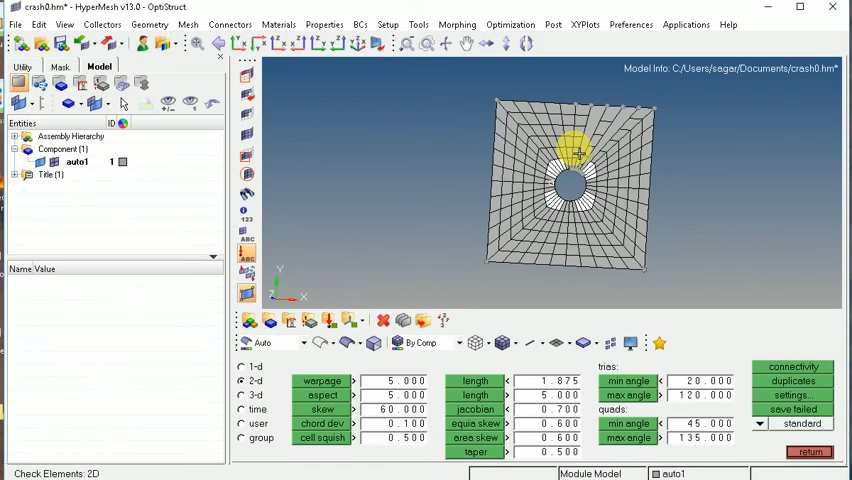 crash0.hm* - HyperMesh v13.0 - OptiStruct
File Edit View Collectors Geometry Mesh Connectors Materials Properties BCs Setup Tools Morphing Optimization Post XYPlots Preferences Applications Help
Utility Mask Model
Entities ID
Assembly Hierarchy
Component (1)
auto1 1
Title (1)
Name Value
Model Info: C:/Users/sagar/Documents/crash0.hm*
Y
Z X
Auto By Comp
1-d
2-d
3-d
time
user
group
warpage > 5.000
aspect > 5.000
skew > 60.000
chord dev > 0.100
cell squish > 0.500
length < 1.875
length > 5.000
jacobian < 0.700
equia skew > 0.600
area skew > 0.600
taper > 0.500
trias:
min angle < 20.000
max angle > 120.000
quads:
min angle < 45.000
max angle > 135.000
connectivity
duplicates
settings...
save failed
standard
return
Check Elements: 2D
Module Model auto1